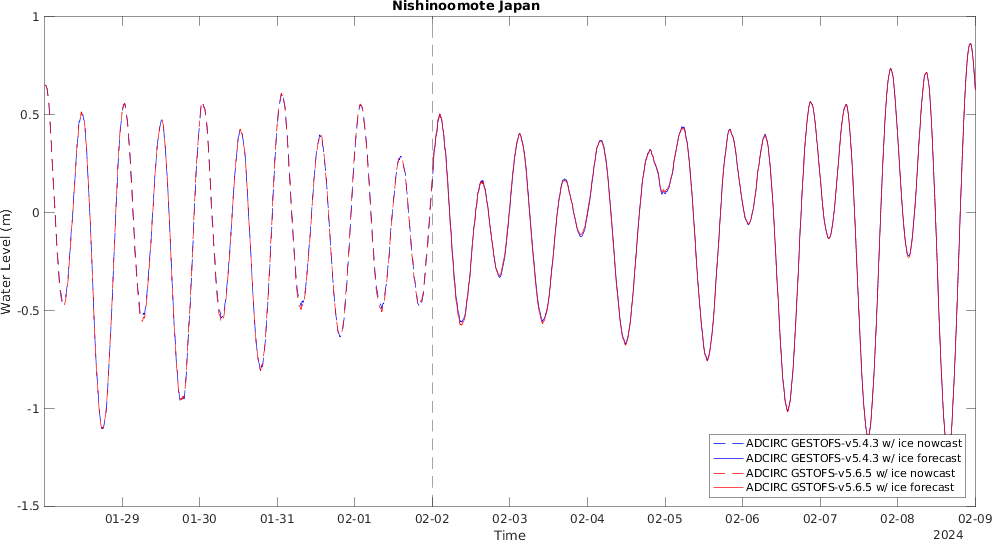 Nishinoomote Japan
1
0.5
0
-0.5
-1
-1.5
Water Level (m)
ADCIRC GESTOFS-v5.4.3 w/ ice nowcast
ADCIRC GESTOFS-v5.4.3 w/ ice forecast
ADCIRC GSTOFS-v5.6.5 w/ ice nowcast
ADCIRC GSTOFS-v5.6.5 w/ ice forecast
01-29 01-30 01-31 02-01 02-02 02-03 02-04 02-05 02-06 02-07 02-08 02-09
Time
2024